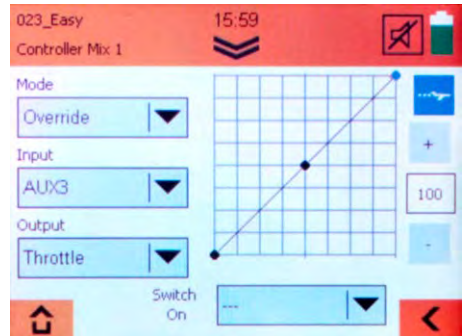 023_Easy
15:59
Controller Mix 1
Mode
Override
Input
AUX3
Output
Throttle
Switch
On
---
+
100
-